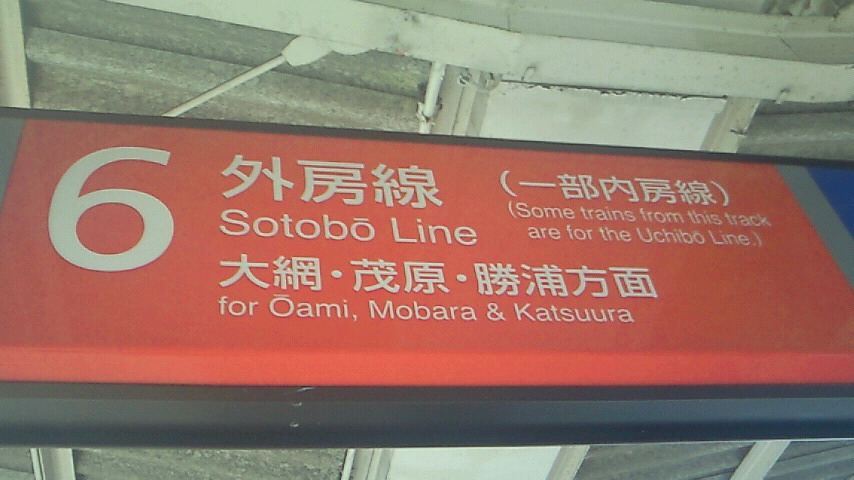 6
外房線
(一部内房線)
Sotobō Line
(Some trains from this track
are for the Uchibō Line.)
大網・茂原・勝浦方面
for Ōami, Mobara & Katsuura